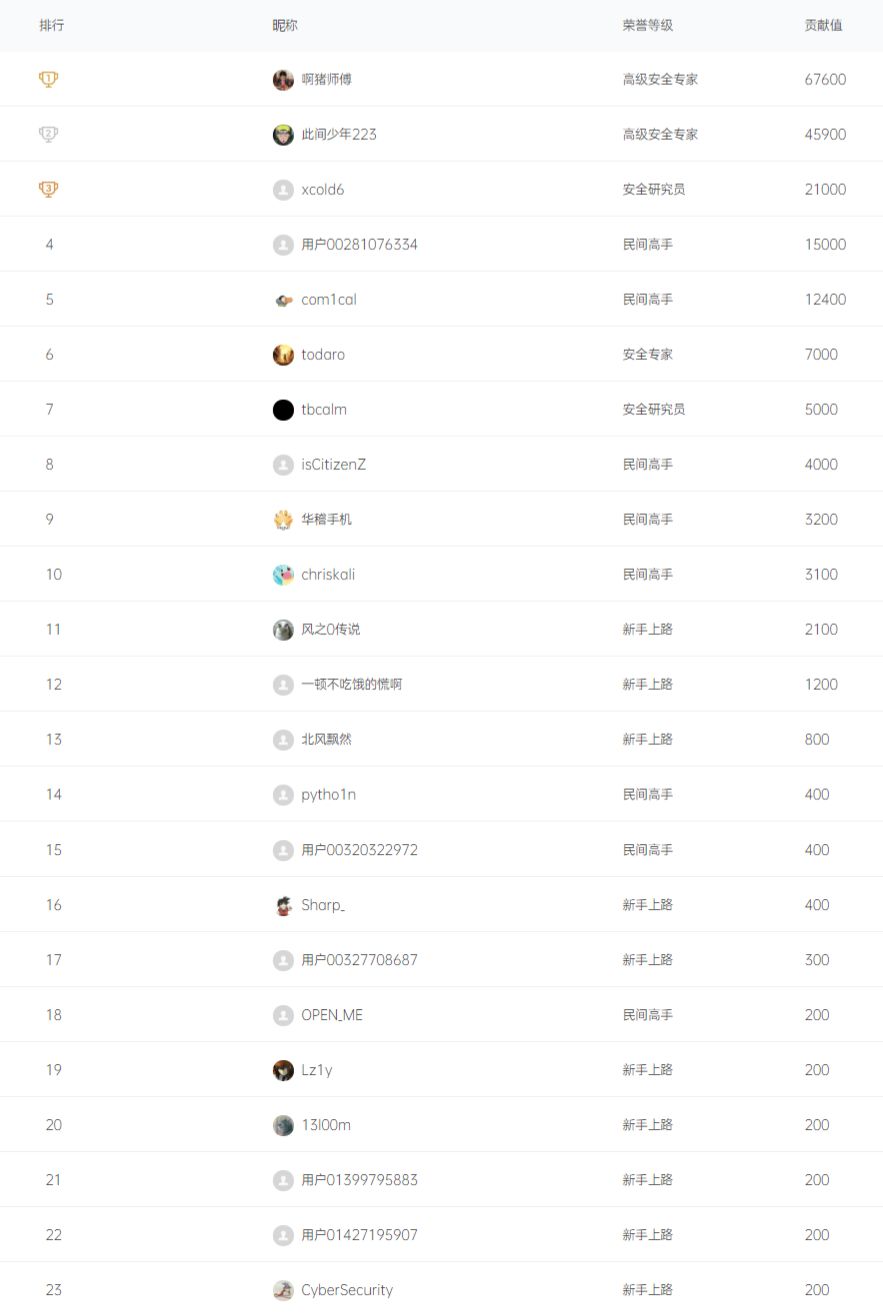 排行 昵称 荣誉等级 贡献值
1 啊猪师傅 高级安全专家 67600
2 此间少年223 高级安全专家 45900
3 xcold6 安全研究员 21000
4 用户00281076334 民间高手 15000
5 com1cal 民间高手 12400
6 todaro 安全专家 7000
7 tbcalm 安全研究员 5000
8 isCitizenZ 民间高手 4000
9 华稽手机 民间高手 3200
10 chriskali 民间高手 3100
11 风之0传说 新手上路 2100
12 一顿不吃饿的慌啊 新手上路 1200
13 北风飘然 新手上路 800
14 pytho1n 民间高手 400
15 用户00320322972 民间高手 400
16 Sharp_ 新手上路 400
17 用户00327708687 新手上路 300
18 OPEN_ME 民间高手 200
19 Lz1y 新手上路 200
20 13l00m 新手上路 200
21 用户01399795883 新手上路 200
22 用户01427195907 新手上路 200
23 CyberSecurity 新手上路 200